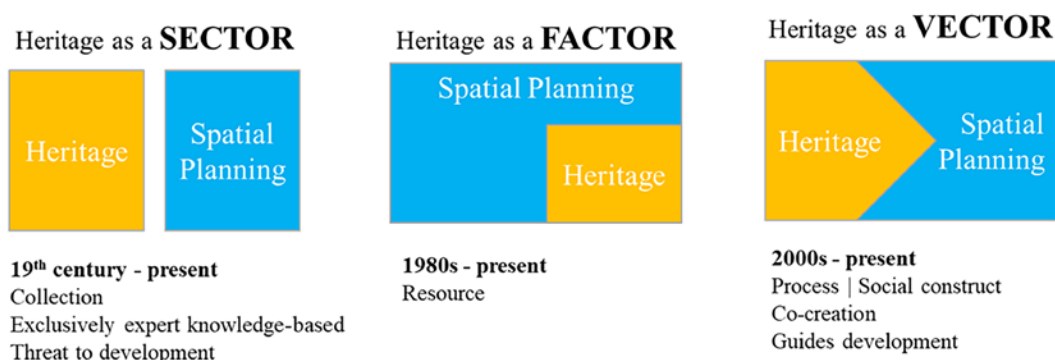 Heritage as a SECTOR
Heritage
Spatial
Planning
19th century - present
Collection
Exclusively expert knowledge-based
Threat to development
Heritage as a FACTOR
Spatial Planning
Heritage
1980s - present
Resource
Heritage as a VECTOR
Heritage
Spatial
Planning
2000s - present
Process | Social construct
Co-creation
Guides development